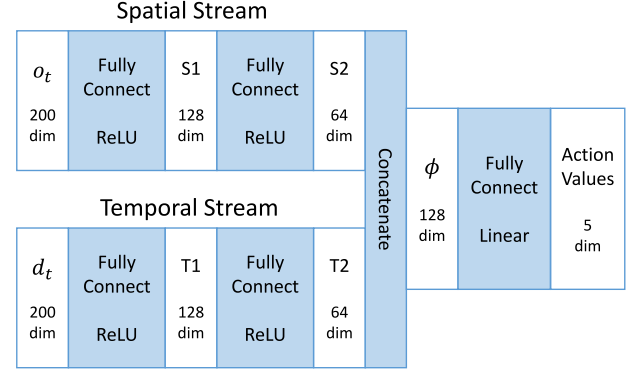 Spatial Stream
oₜ
200
dim
Fully
Connect
ReLU
S1
128
dim
Fully
Connect
ReLU
S2
64
dim
Temporal Stream
dₜ
200
dim
Fully
Connect
ReLU
T1
128
dim
Fully
Connect
ReLU
T2
64
dim
Concatenate
ϕ
128
dim
Fully
Connect
Linear
Action
Values
5
dim